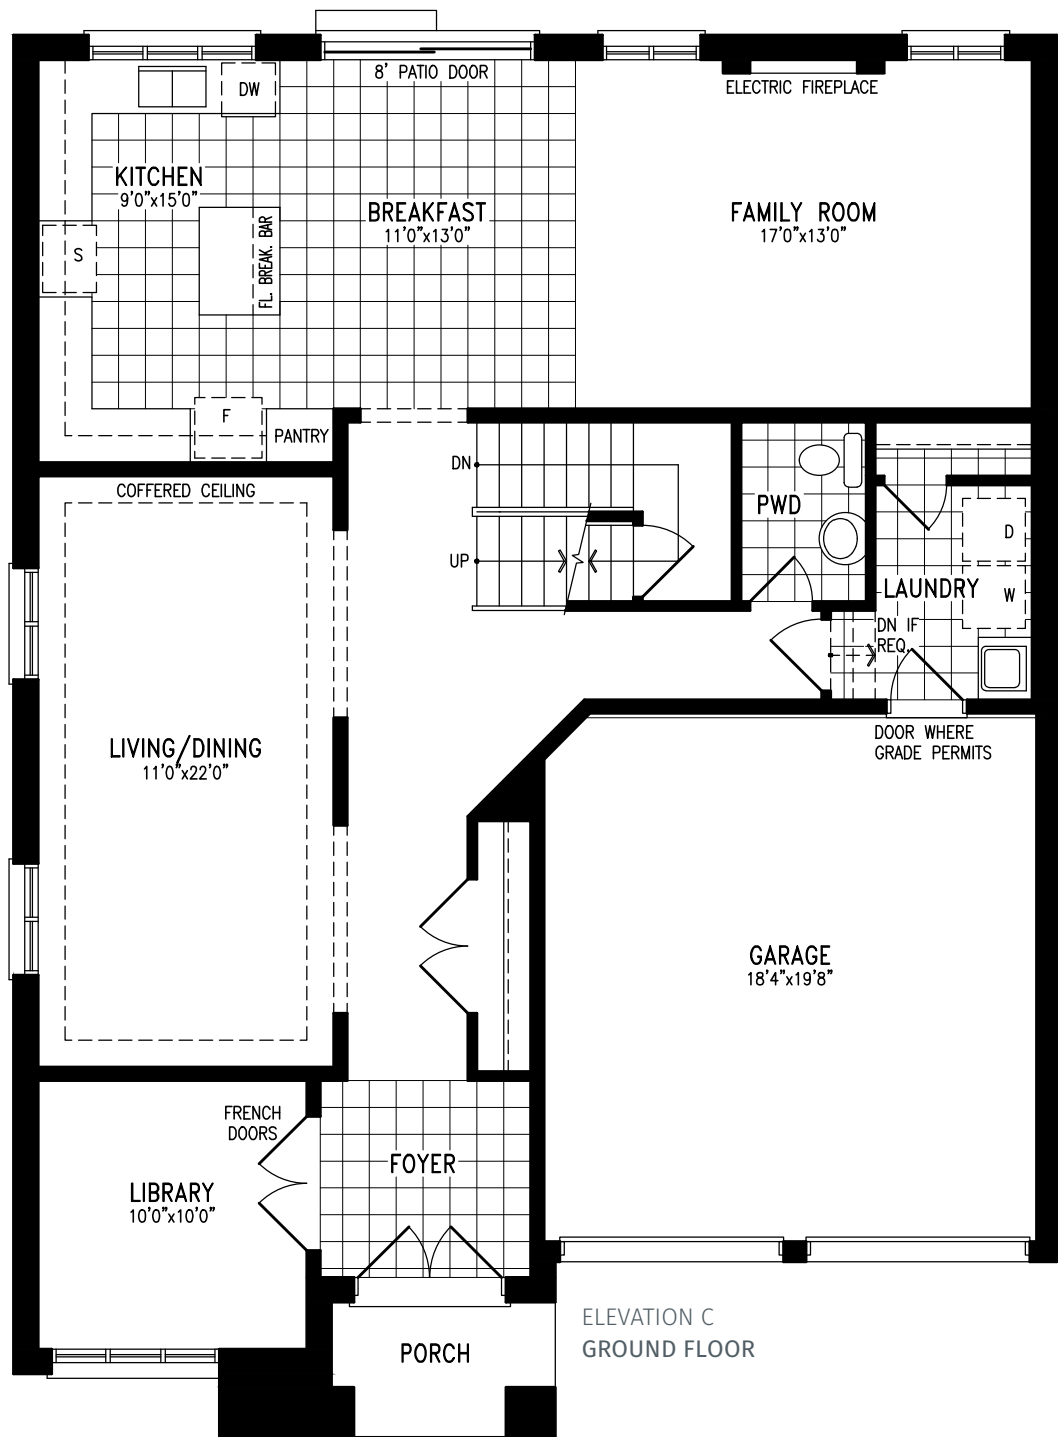 8' PATIO DOOR
ELECTRIC FIREPLACE
DW
KITCHEN
9'0"x15'0"
BREAKFAST
11'0"x13'0"
FAMILY ROOM
17'0"x13'0"
S
FL. BREAK. BAR
F
PANTRY
COFFERED CEILING
DN
UP
PWD
D
W
LAUNDRY
DN IF
REQ.
DOOR WHERE
GRADE PERMITS
LIVING/DINING
11'0"x22'0"
GARAGE
18'4"x19'8"
FRENCH
DOORS
FOYER
LIBRARY
10'0"x10'0"
PORCH
ELEVATION C
GROUND FLOOR